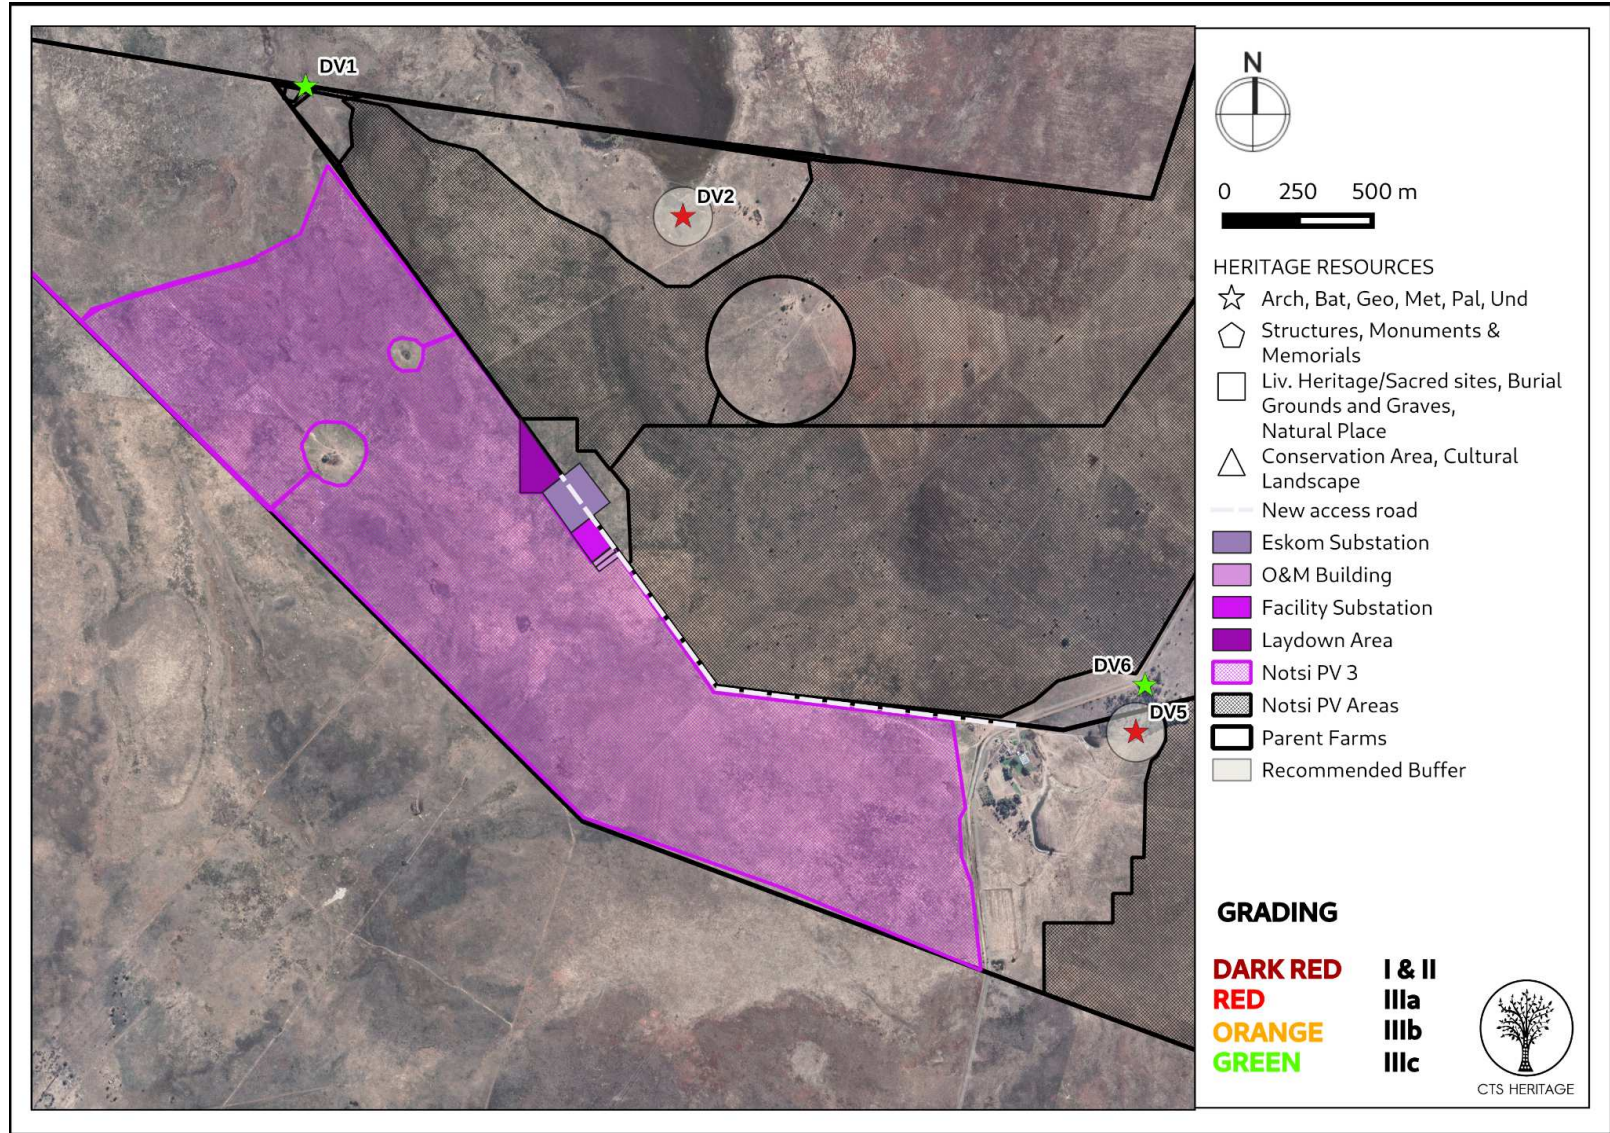 DV1
DV2
DV6
DV5
N
0 250 500 m
HERITAGE RESOURCES
Arch, Bat, Geo, Met, Pal, Und
Structures, Monuments &
Memorials
Liv. Heritage/Sacred sites, Burial
Grounds and Graves,
Natural Place
Conservation Area, Cultural
Landscape
New access road
Eskom Substation
O&M Building
Facility Substation
Laydown Area
Notsi PV 3
Notsi PV Areas
Parent Farms
Recommended Buffer
GRADING
DARK RED I & II
RED IIIa
ORANGE IIIb
GREEN IIIc
CTS HERITAGE